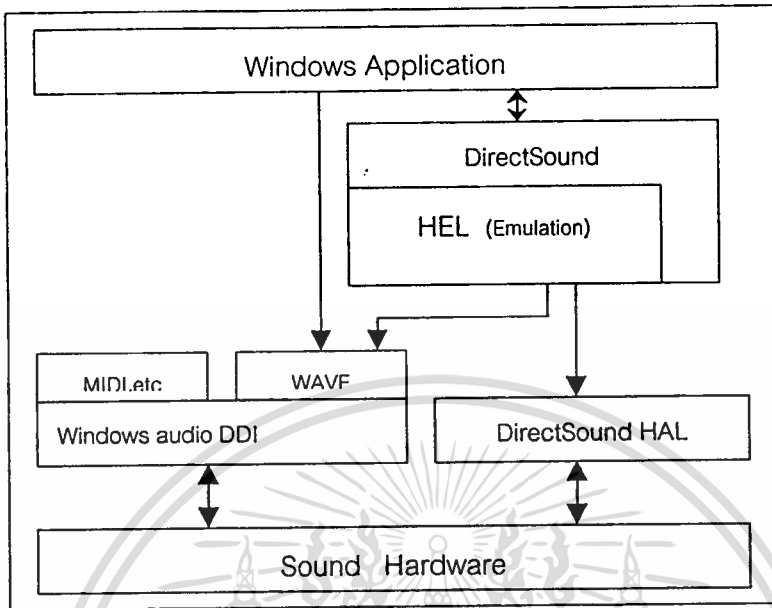 Windows Application
DirectSound
HEL (Emulation)
MIDI.etc
WAVE
Windows audio DDI
DirectSound HAL
Sound Hardware